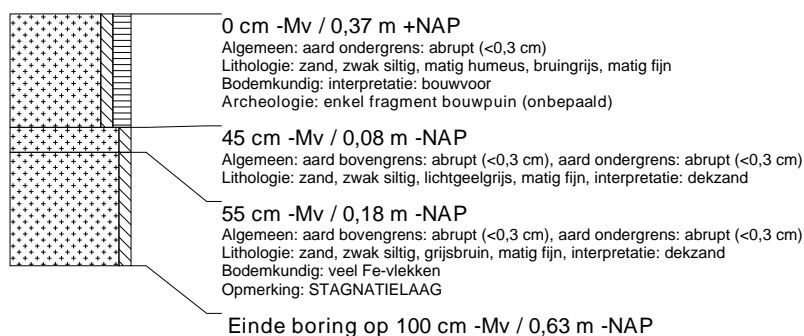 0 cm -Mv / 0,37 m +NAP
Algemeen: aard ondergrens: abrupt (<0,3 cm)
Lithologie: zand, zwak siltig, matig humeus, bruingrijs, matig fijn
Bodemkundig: interpretatie: bouwvoor
Archeologie: enkel fragment bouwpuin (onbepaald)
45 cm -Mv / 0,08 m -NAP
Algemeen: aard bovengrens: abrupt (<0,3 cm), aard ondergrens: abrupt (<0,3 cm)
Lithologie: zand, zwak siltig, lichtgeelgrijs, matig fijn, interpretatie: dekzand
55 cm -Mv / 0,18 m -NAP
Algemeen: aard bovengrens: abrupt (<0,3 cm), aard ondergrens: abrupt (<0,3 cm)
Lithologie: zand, zwak siltig, grijsbruin, matig fijn, interpretatie: dekzand
Bodemkundig: veel Fe-vlekken
Opmerking: STAGNATIELAAG
Einde boring op 100 cm -Mv / 0,63 m -NAP